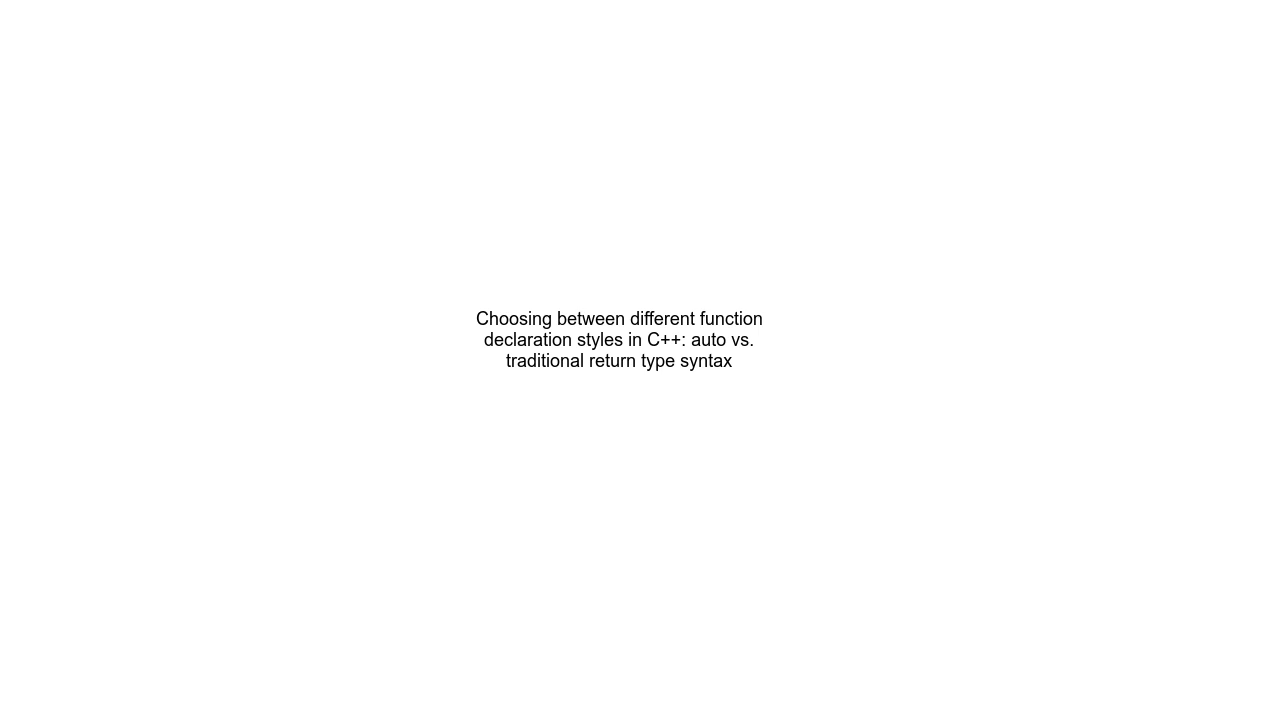 Choosing between different function
declaration styles in C++: auto vs.
traditional return type syntax